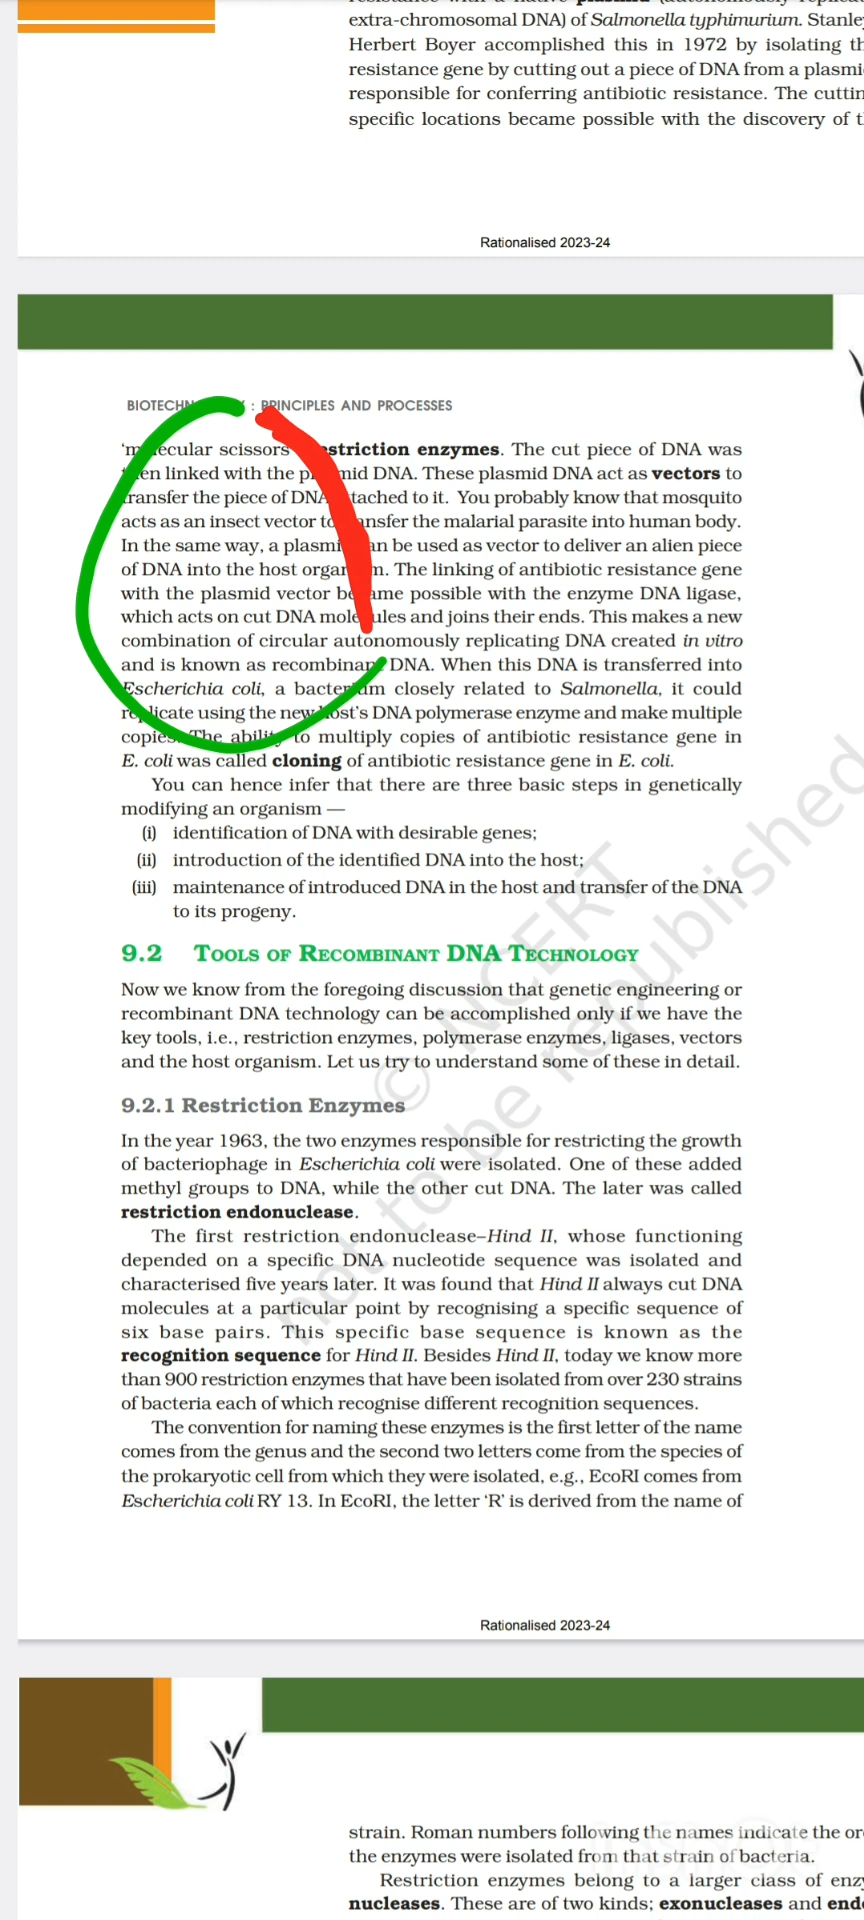 extra-chromosomal DNA) of Salmonella typhimurium. Stanley
Herbert Boyer accomplished this in 1972 by isolating th
resistance gene by cutting out a piece of DNA from a plasmi
responsible for conferring antibiotic resistance. The cuttin
specific locations became possible with the discovery of t
Rationalised 2023-24
: PRINCIPLES AND PROCESSES
scissors' restriction enzymes. The cut piece of DNA was
linked with the DNA. These plasmid DNA act as vectors to
transfer the piece of DNA attached to it. You probably know that mosquito
acts as an insect vector to transfer the malarial parasite into human body.
In the same way, a plasmid can be used as vector to deliver an alien piece
of DNA into the host organism. The linking of antibiotic resistance gene
with the plasmid vector became possible with the enzyme DNA ligase,
which acts on cut DNA molecules and joins their ends. This makes a new
combination of circular autonomously replicating DNA created in vitro
and is known as recombinant DNA. When this DNA is transferred into
Escherichia coli, a bacterium closely related to Salmonella, it could
replicate using the new host's DNA polymerase enzyme and make multiple
copies. The ability to multiply copies of antibiotic resistance gene in
E. coli was called cloning of antibiotic resistance gene in E. coli.
You can hence infer that there are three basic steps in genetically
modifying an organism —
(i) identification of DNA with desirable genes;
(ii) introduction of the identified DNA into the host;
(iii) maintenance of introduced DNA in the host and transfer of the DNA
to its progeny.
9.2 TOOLS OF RECOMBINANT DNA TECHNOLOGY
Now we know from the foregoing discussion that genetic engineering or
recombinant DNA technology can be accomplished only if we have the
key tools, i.e., restriction enzymes, polymerase enzymes, ligases, vectors
and the host organism. Let us try to understand some of these in detail.
9.2.1 Restriction Enzymes
In the year 1963, the two enzymes responsible for restricting the growth
of bacteriophage in Escherichia coli were isolated. One of these added
methyl groups to DNA, while the other cut DNA. The later was called
restriction endonuclease.
The first restriction endonuclease–Hind II, whose functioning
depended on a specific DNA nucleotide sequence was isolated and
characterised five years later. It was found that Hind II always cut DNA
molecules at a particular point by recognising a specific sequence of
six base pairs. This specific base sequence is known as the
recognition sequence for Hind II. Besides Hind II, today we know more
than 900 restriction enzymes that have been isolated from over 230 strains
of bacteria each of which recognise different recognition sequences.
The convention for naming these enzymes is the first letter of the name
comes from the genus and the second two letters come from the species of
the prokaryotic cell from which they were isolated, e.g., EcoRI comes from
Escherichia coli RY 13. In EcoRI, the letter 'R' is derived from the name of
© NCERT
not to be republished
Rationalised 2023-24
strain. Roman numbers following the names indicate the or
the enzymes were isolated from that strain of bacteria.
Restriction enzymes belong to a larger class of enzy
nucleases. These are of two kinds; exonucleases and endo